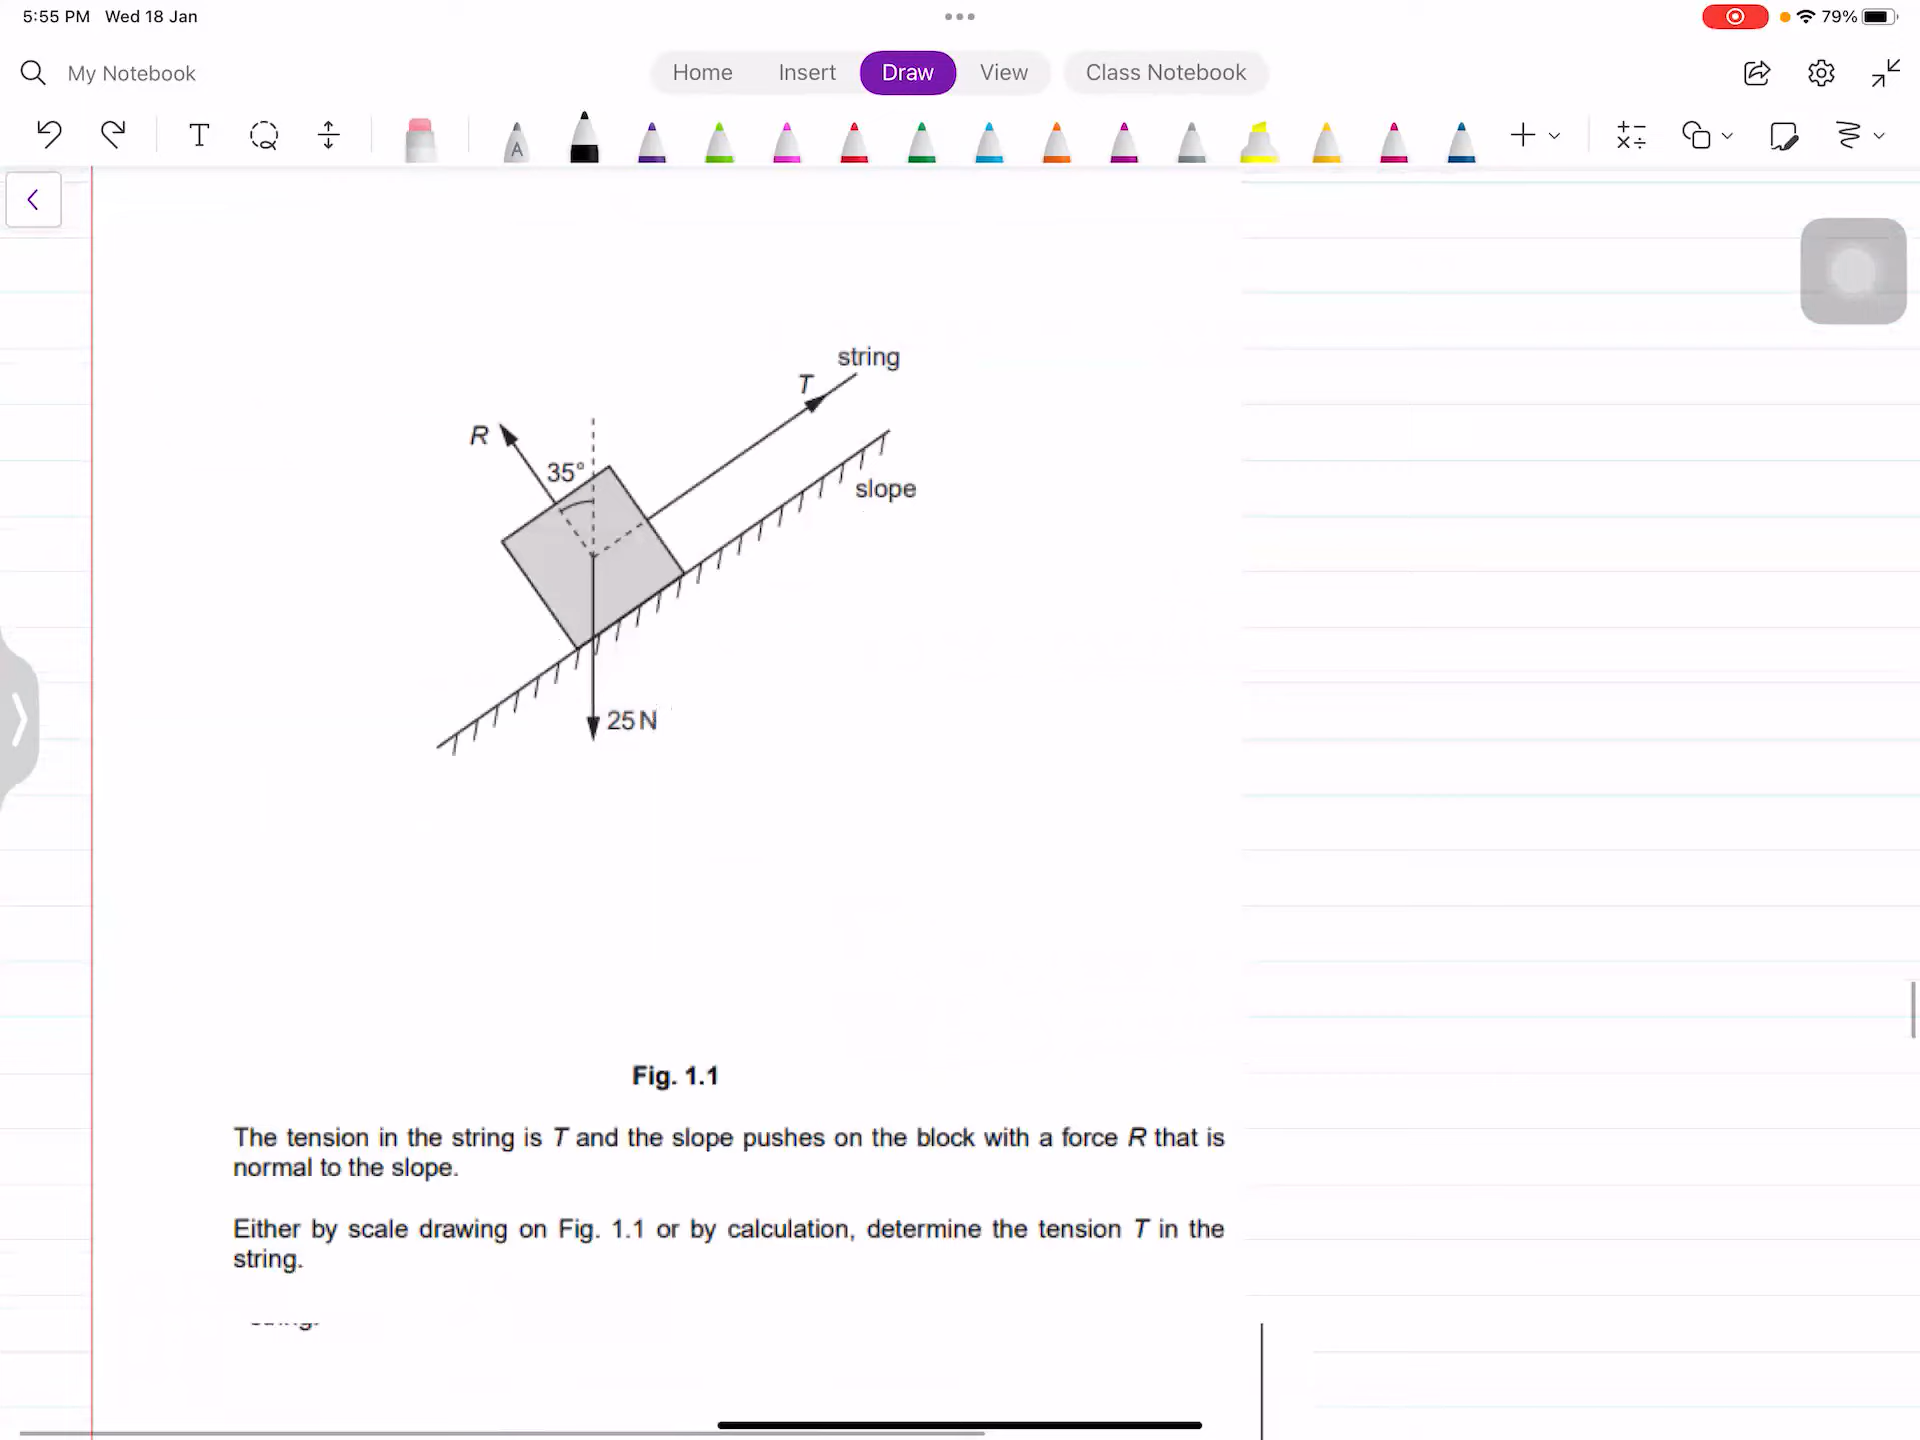 5:55 PM Wed 18 Jan
79%
My Notebook
Home Insert Draw View Class Notebook
T
A
string
T
R
35°
slope
25 N
Fig. 1.1
The tension in the string is T and the slope pushes on the block with a force R that is
normal to the slope.
Either by scale drawing on Fig. 1.1 or by calculation, determine the tension T in the
string.